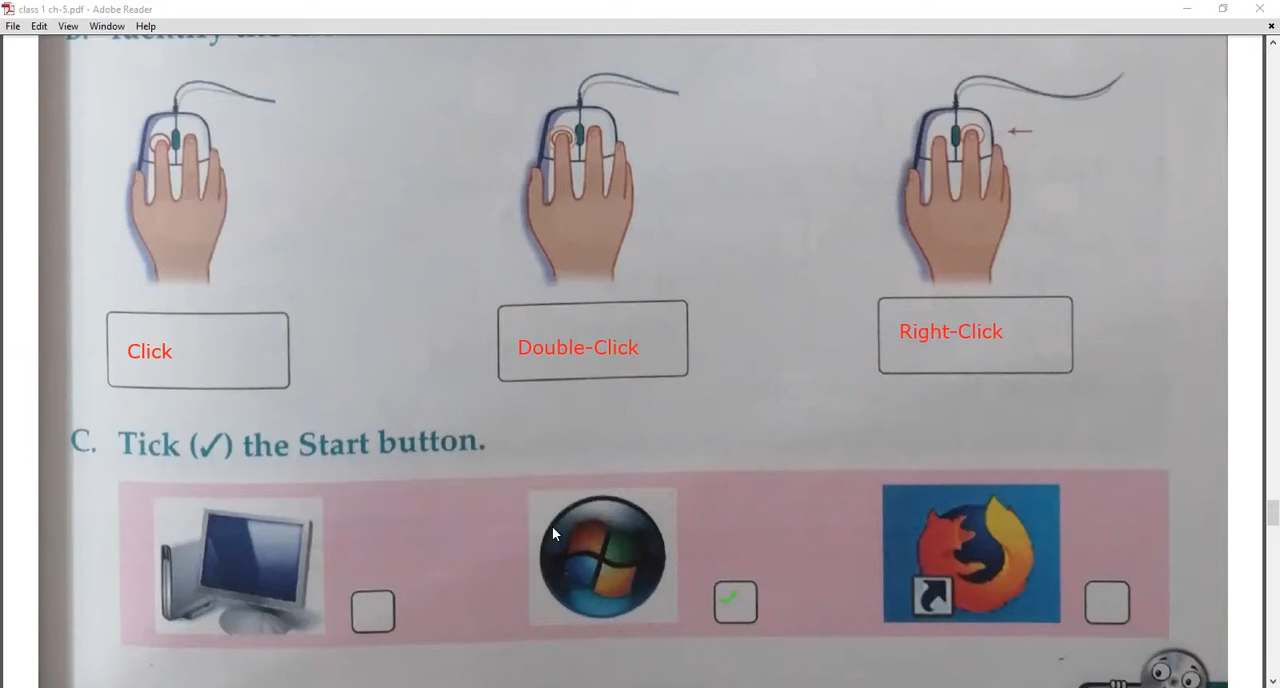 class 1 ch-5.pdf - Adobe Reader
File Edit View Window Help
Click
Double-Click
Right-Click
C. Tick (✓) the Start button.